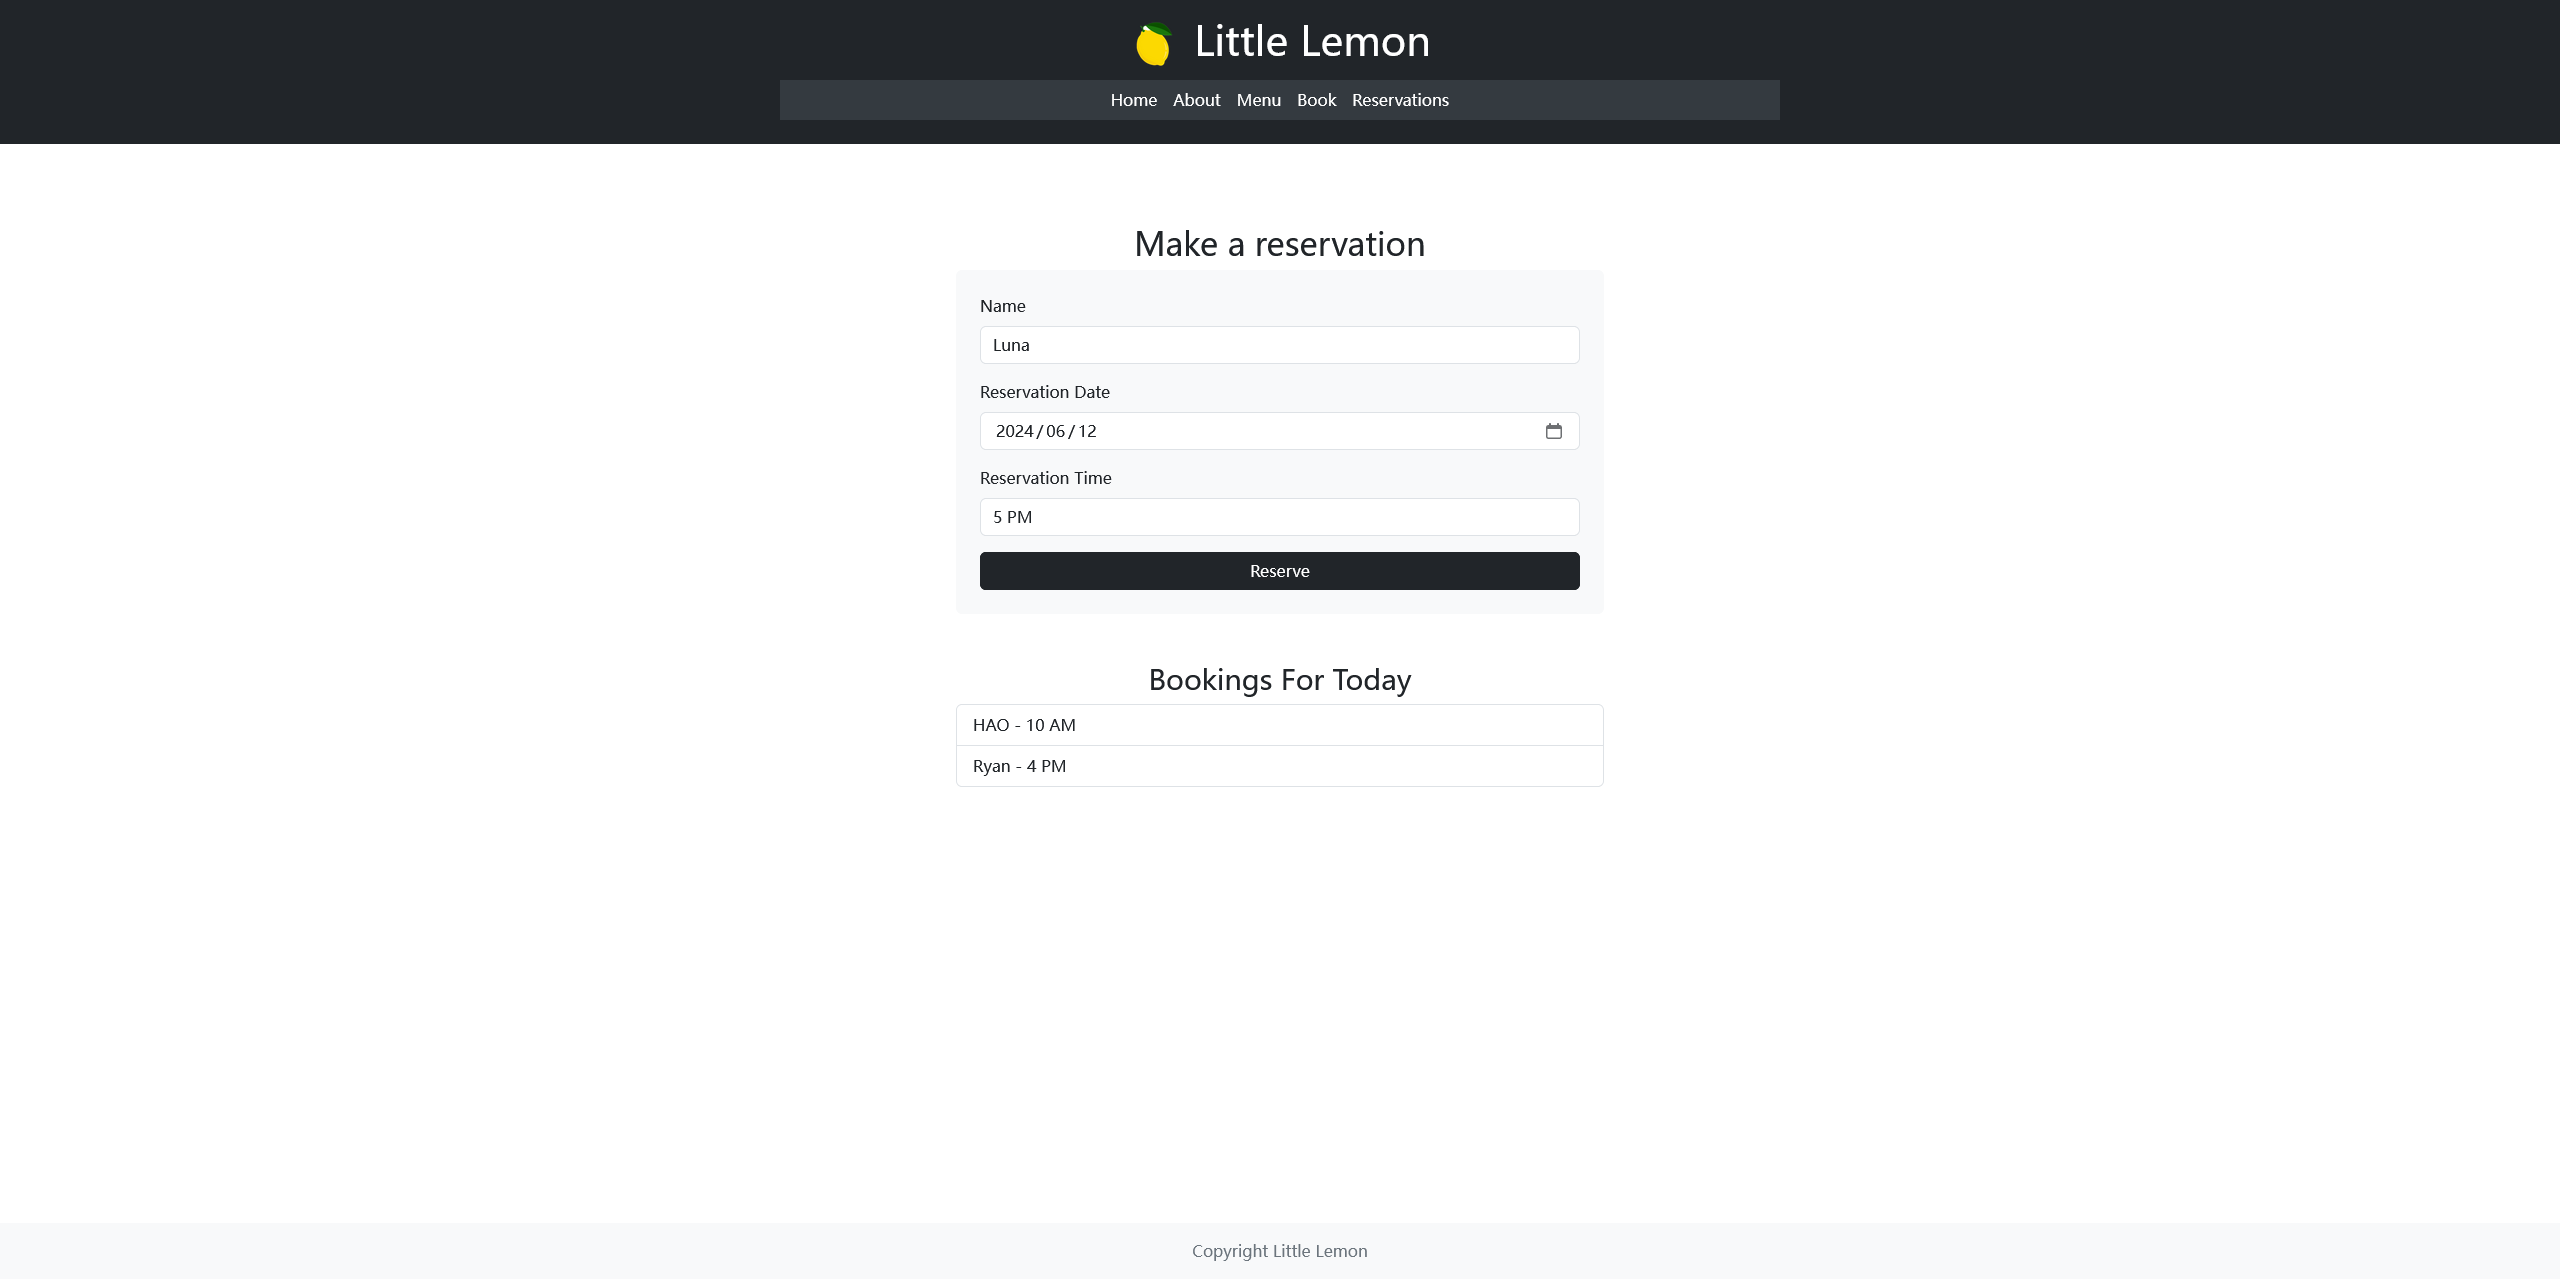 Little Lemon
Home About Menu Book Reservations
Make a reservation
Name
Luna
Reservation Date
2024/06/12
Reservation Time
5 PM
Reserve
Bookings For Today
HAO - 10 AM
Ryan - 4 PM
Copyright Little Lemon